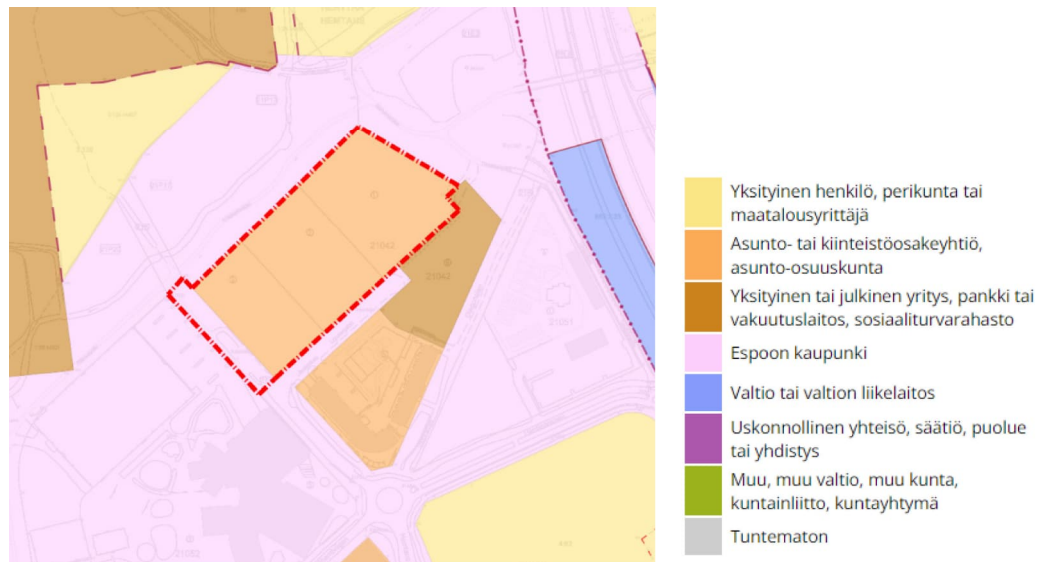 21042
21042
21051
21052
Yksityinen henkilö, perikunta tai
maatalousyrittäjä
Asunto- tai kiinteistöosakeyhtiö,
asunto-osuuskunta
Yksityinen tai julkinen yritys, pankki tai
vakuutuslaitos, sosiaaliturvarahasto
Espoon kaupunki
Valtio tai valtion liikelaitos
Uskonnollinen yhteisö, säätiö, puolue
tai yhdistys
Muu, muu valtio, muu kunta,
kuntainliitto, kuntayhtymä
Tuntematon